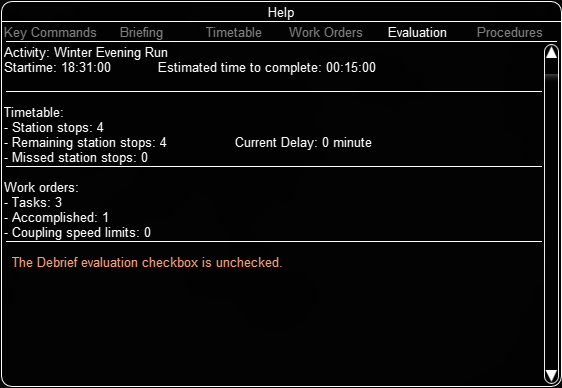 Help
Key Commands Briefing Timetable Work Orders Evaluation Procedures
Activity: Winter Evening Run
Startime: 18:31:00 Estimated time to complete: 00:15:00
Timetable:
- Station stops: 4
- Remaining station stops: 4 Current Delay: 0 minute
- Missed station stops: 0
Work orders:
- Tasks: 3
- Accomplished: 1
- Coupling speed limits: 0
The Debrief evaluation checkbox is unchecked.